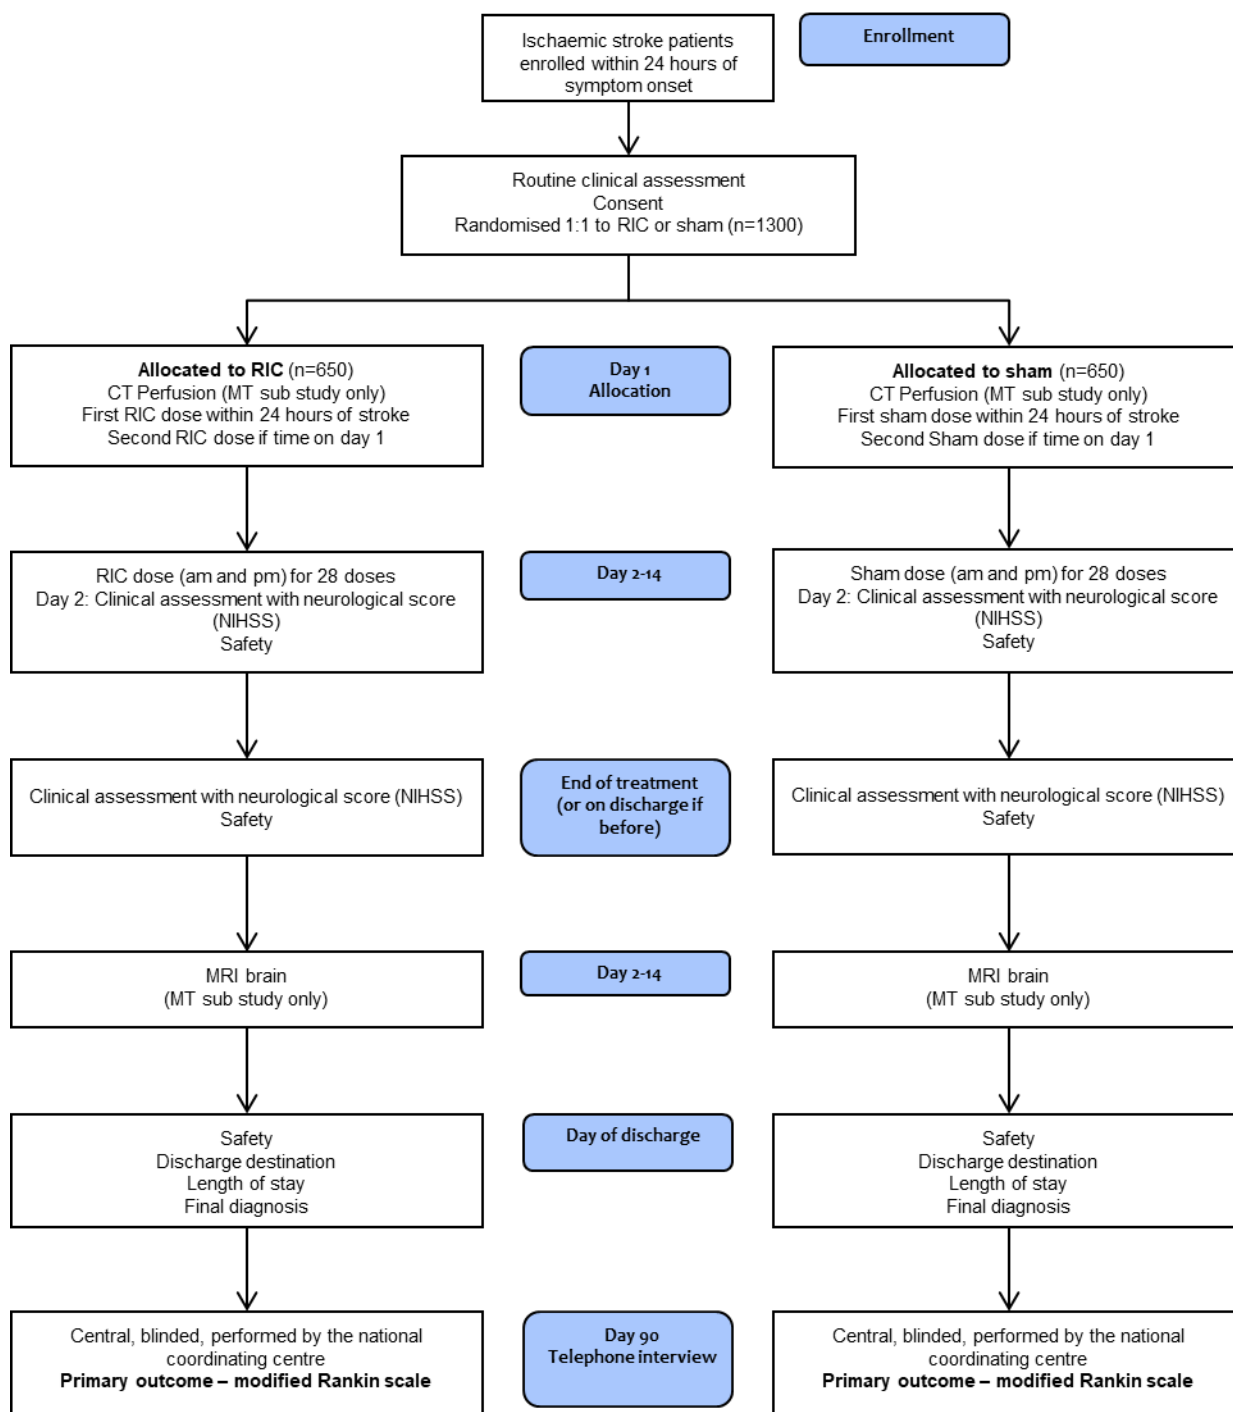 Ischaemic stroke patients
enrolled within 24 hours of
symptom onset
Enrollment
Routine clinical assessment
Consent
Randomised 1:1 to RIC or sham (n=1300)
Allocated to RIC (n=650)
CT Perfusion (MT sub study only)
First RIC dose within 24 hours of stroke
Second RIC dose if time on day 1
Day 1
Allocation
Allocated to sham (n=650)
CT Perfusion (MT sub study only)
First sham dose within 24 hours of stroke
Second Sham dose if time on day 1
RIC dose (am and pm) for 28 doses
Day 2: Clinical assessment with neurological score
(NIHSS)
Safety
Day 2-14
Sham dose (am and pm) for 28 doses
Day 2: Clinical assessment with neurological score
(NIHSS)
Safety
Clinical assessment with neurological score (NIHSS)
Safety
End of treatment
(or on discharge if
before)
Clinical assessment with neurological score (NIHSS)
Safety
MRI brain
(MT sub study only)
Day 2-14
MRI brain
(MT sub study only)
Safety
Discharge destination
Length of stay
Final diagnosis
Day of discharge
Safety
Discharge destination
Length of stay
Final diagnosis
Central, blinded, performed by the national
coordinating centre
Primary outcome – modified Rankin scale
Day 90
Telephone interview
Central, blinded, performed by the national
coordinating centre
Primary outcome – modified Rankin scale